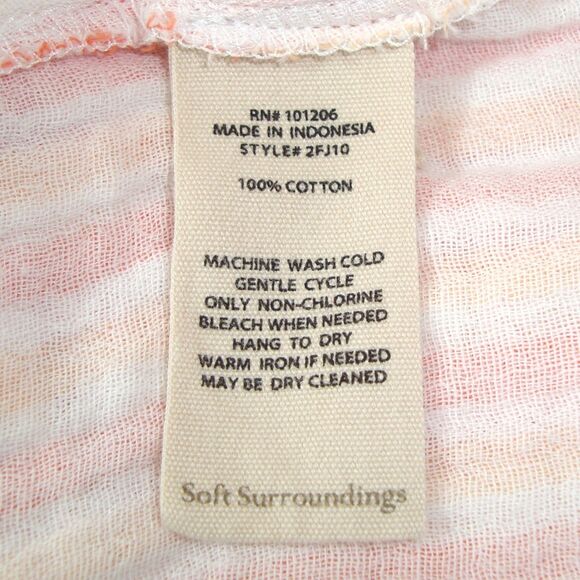 RN# 101206
MADE IN INDONESIA
STYLE# 2FJ10
100% COTTON
MACHINE WASH COLD
GENTLE CYCLE
ONLY NON-CHLORINE
BLEACH WHEN NEEDED
HANG TO DRY
WARM IRON IF NEEDED
MAY BE DRY CLEANED
Soft Surroundings